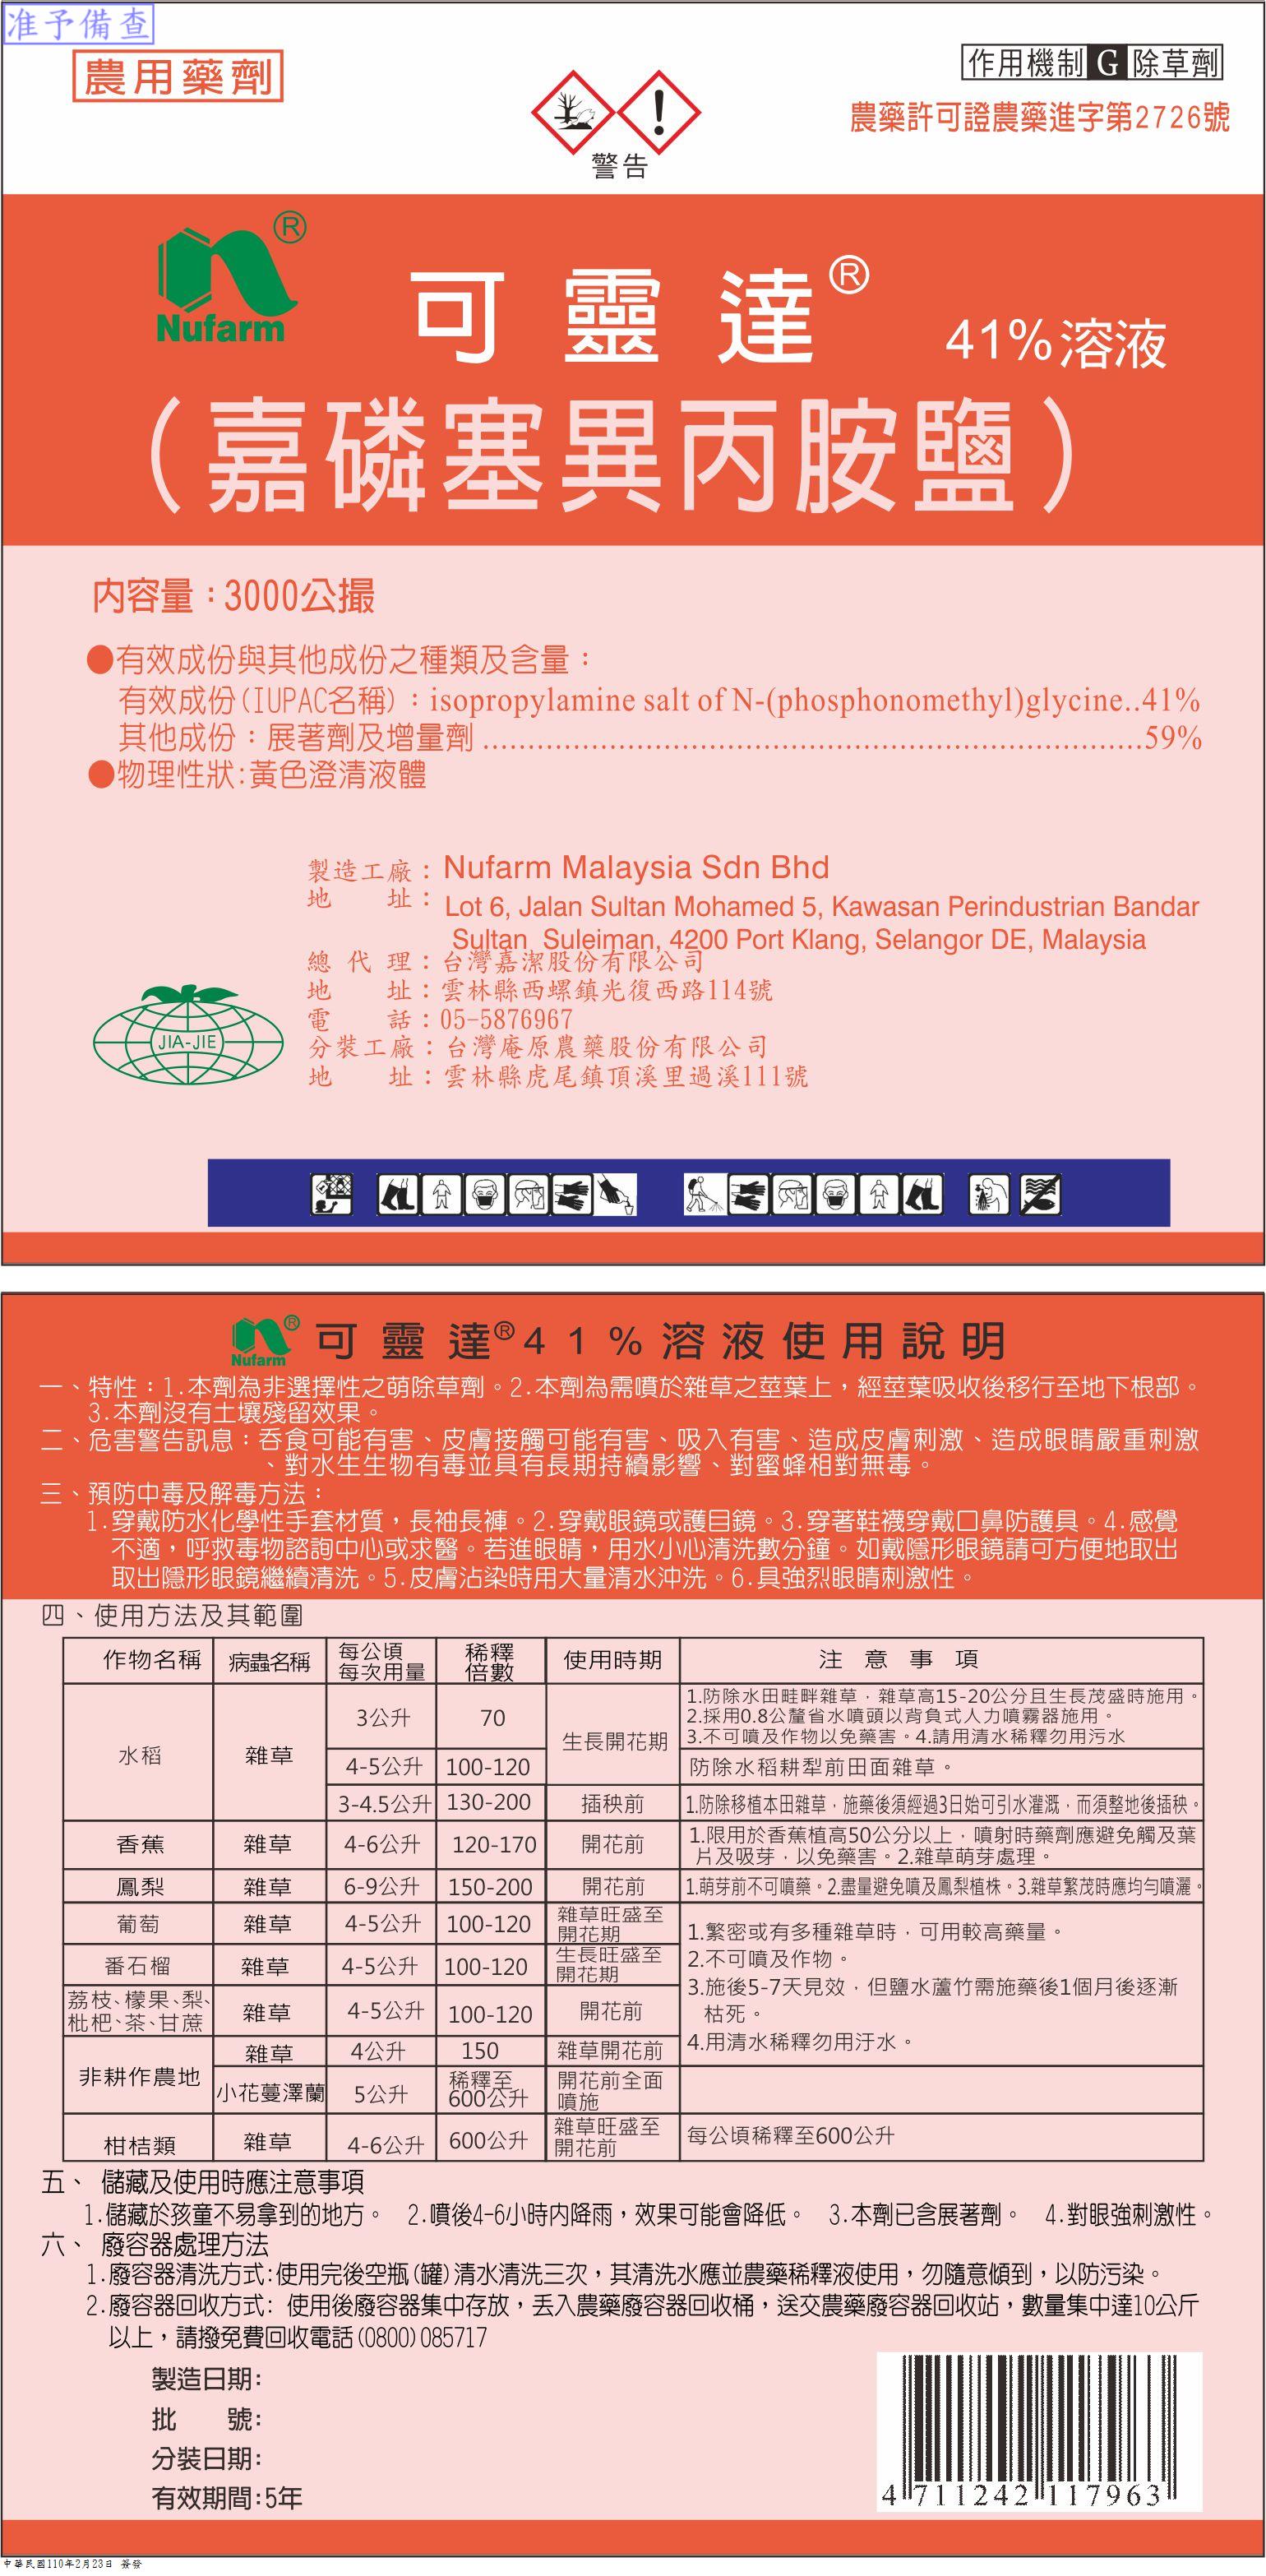 准予備查
農用藥劑
作用機制 G 除草劑
農藥許可證農藥進字第2726號
警告
Nufarm®
可靈達®
41%溶液
(嘉磷塞異丙胺鹽)
內容量：3000公撮
●有效成份與其他成份之種類及含量：
有效成份(IUPAC名稱)：isopropylamine salt of N-(phosphonomethyl)glycine..41%
其他成份：展著劑及增量劑..........................................................................59%
●物理性狀:黃色澄清液體
製造工廠：Nufarm Malaysia Sdn Bhd
地　　址：Lot 6, Jalan Sultan Mohamed 5, Kawasan Perindustrian Bandar
Sultan Suleiman, 4200 Port Klang, Selangor DE, Malaysia
總代理：台灣嘉潔股份有限公司
地　　址：雲林縣西螺鎮光復西路114號
電　　話：05-5876967
分裝工廠：台灣庵原農藥股份有限公司
地　　址：雲林縣虎尾鎮頂溪里過溪111號
JIA-JIE
Nufarm® 可靈達®41%溶液使用說明
一、特性：1.本劑為非選擇性之萌除草劑。2.本劑為需噴於雜草之莖葉上，經莖葉吸收後移行至地下根部。
3.本劑沒有土壤殘留效果。
二、危害警告訊息：吞食可能有害、皮膚接觸可能有害、吸入有害、造成皮膚刺激、造成眼睛嚴重刺激
、對水生生物有毒並具有長期持續影響、對蜜蜂相對無毒。
三、預防中毒及解毒方法：
1.穿戴防水化學性手套材質，長袖長褲。2.穿戴眼鏡或護目鏡。3.穿著鞋襪穿戴口鼻防護具。4.感覺
不適，呼救毒物諮詢中心或求醫。若進眼睛，用水小心清洗數分鐘。如戴隱形眼鏡請可方便地取出
取出隱形眼鏡繼續清洗。5.皮膚沾染時用大量清水沖洗。6.具強烈眼睛刺激性。
四、使用方法及其範圍
作物名稱 病蟲名稱 每公頃每次用量 稀釋倍數 使用時期 注意事項
水稻 雜草 3公升 70 生長開花期
1.防除水田畦畔雜草，雜草高15-20公分且生長茂盛時施用。
2.採用0.8公釐省水噴頭以背負式人力噴霧器施用。
3.不可噴及作物以免藥害。4.請用清水稀釋勿用污水
4-5公升 100-120 防除水稻耕犁前田面雜草。
3-4.5公升 130-200 插秧前 1.防除移植本田雜草，施藥後須經過3日始可引水灌溉，而須整地後插秧。
香蕉 雜草 4-6公升 120-170 開花前 1.限用於香蕉植高50公分以上，噴射時藥劑應避免觸及葉
片及吸芽，以免藥害。2.雜草萌芽處理。
鳳梨 雜草 6-9公升 150-200 開花前 1.萌芽前不可噴藥。2.盡量避免噴及鳳梨植株。3.雜草繁茂時應均勻噴灑。
葡萄 雜草 4-5公升 100-120 雜草旺盛至開花期
番石榴 雜草 4-5公升 100-120 生長旺盛至開花期
荔枝、檬果、梨、枇杷、茶、甘蔗 雜草 4-5公升 100-120 開花前
非耕作農地 雜草 4公升 150 雜草開花前
1.繁密或有多種雜草時，可用較高藥量。
2.不可噴及作物。
3.施後5-7天見效，但鹽水蘆竹需施藥後1個月後逐漸
枯死。
4.用清水稀釋勿用汙水。
小花蔓澤蘭 5公升 稀釋至600公升 開花前全面噴施
柑桔類 雜草 4-6公升 600公升 雜草旺盛至開花前 每公頃稀釋至600公升
五、儲藏及使用時應注意事項
1.儲藏於孩童不易拿到的地方。 2.噴後4-6小時內降雨，效果可能會降低。 3.本劑已含展著劑。 4.對眼強刺激性。
六、廢容器處理方法
1.廢容器清洗方式:使用完後空瓶(罐)清水清洗三次，其清洗水應並農藥稀釋液使用，勿隨意傾到，以防污染。
2.廢容器回收方式: 使用後廢容器集中存放，丟入農藥廢容器回收桶，送交農藥廢容器回收站，數量集中達10公斤
以上，請撥免費回收電話(0800)085717
製造日期:
批　　號:
分裝日期:
有效期間:5年
4 711242 117963
中華民國110年2月23日 簽發